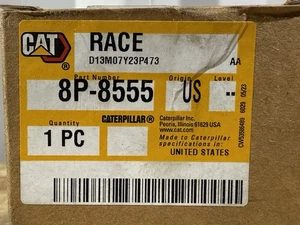 CAT
RACE
D13M07Y23P473
AA
Part Number
Origin
Level
8P-8555
US
--
Quantity
1 PC
CATERPILLAR®
Caterpillar Inc.
Peoria, Illinois 61629 USA
www.cat.com
Made to Caterpillar
specifications in:
UNITED STATES